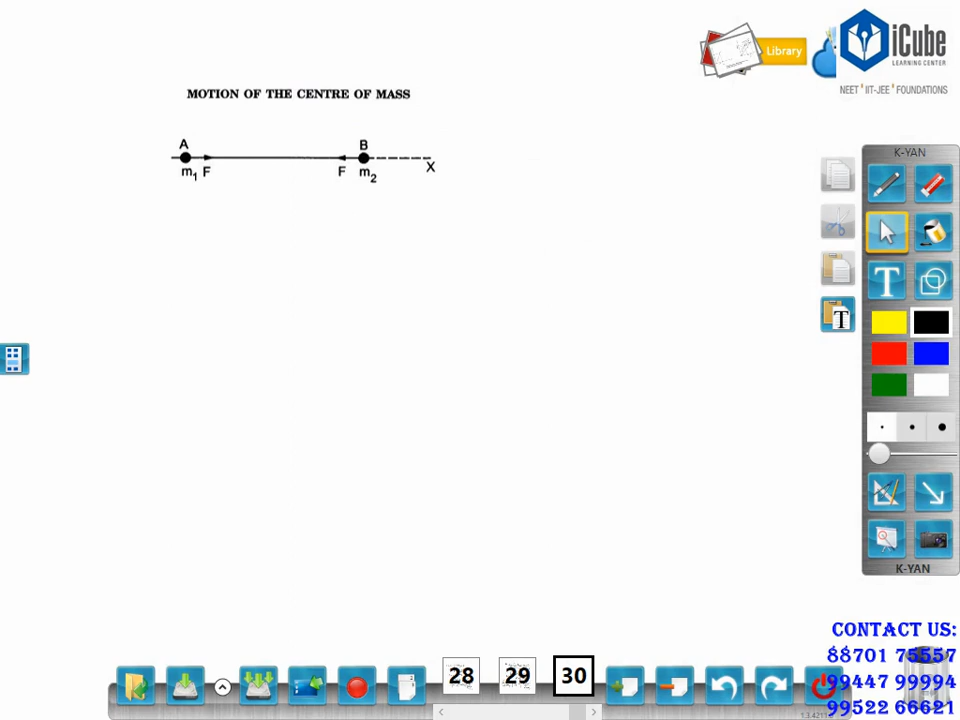 iCube
LEARNING CENTER
NEET ' IIT-JEE ' FOUNDATIONS
Library
MOTION OF THE CENTRE OF MASS
A B
m1 F F m2 X
K-YAN
T
T
K-YAN
CONTACT US:
88701 75557
99447 99994
99522 66621
28 29 30